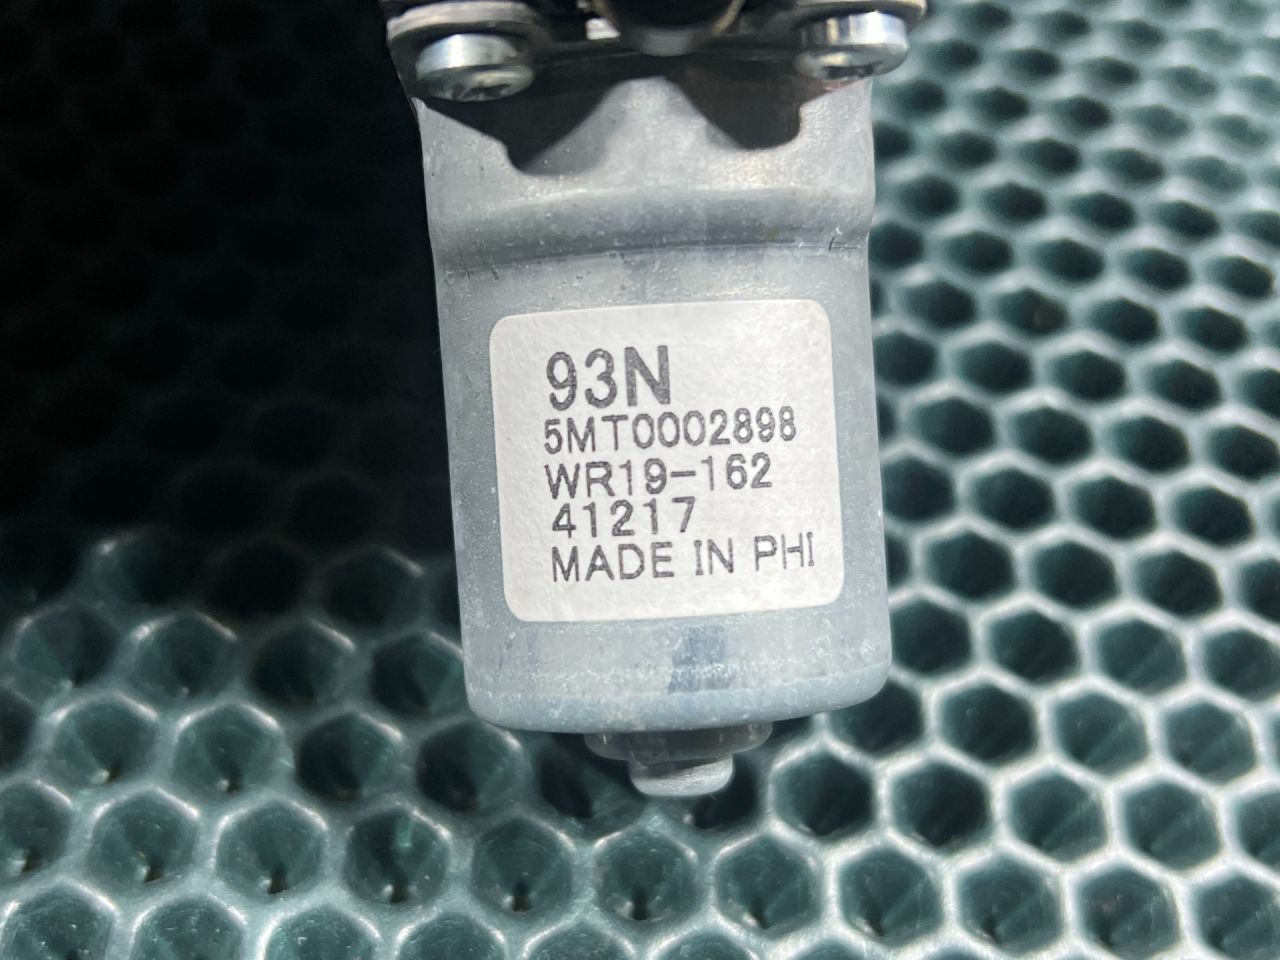 93N
5MT0002898
WR19-162
41217
MADE IN PHI